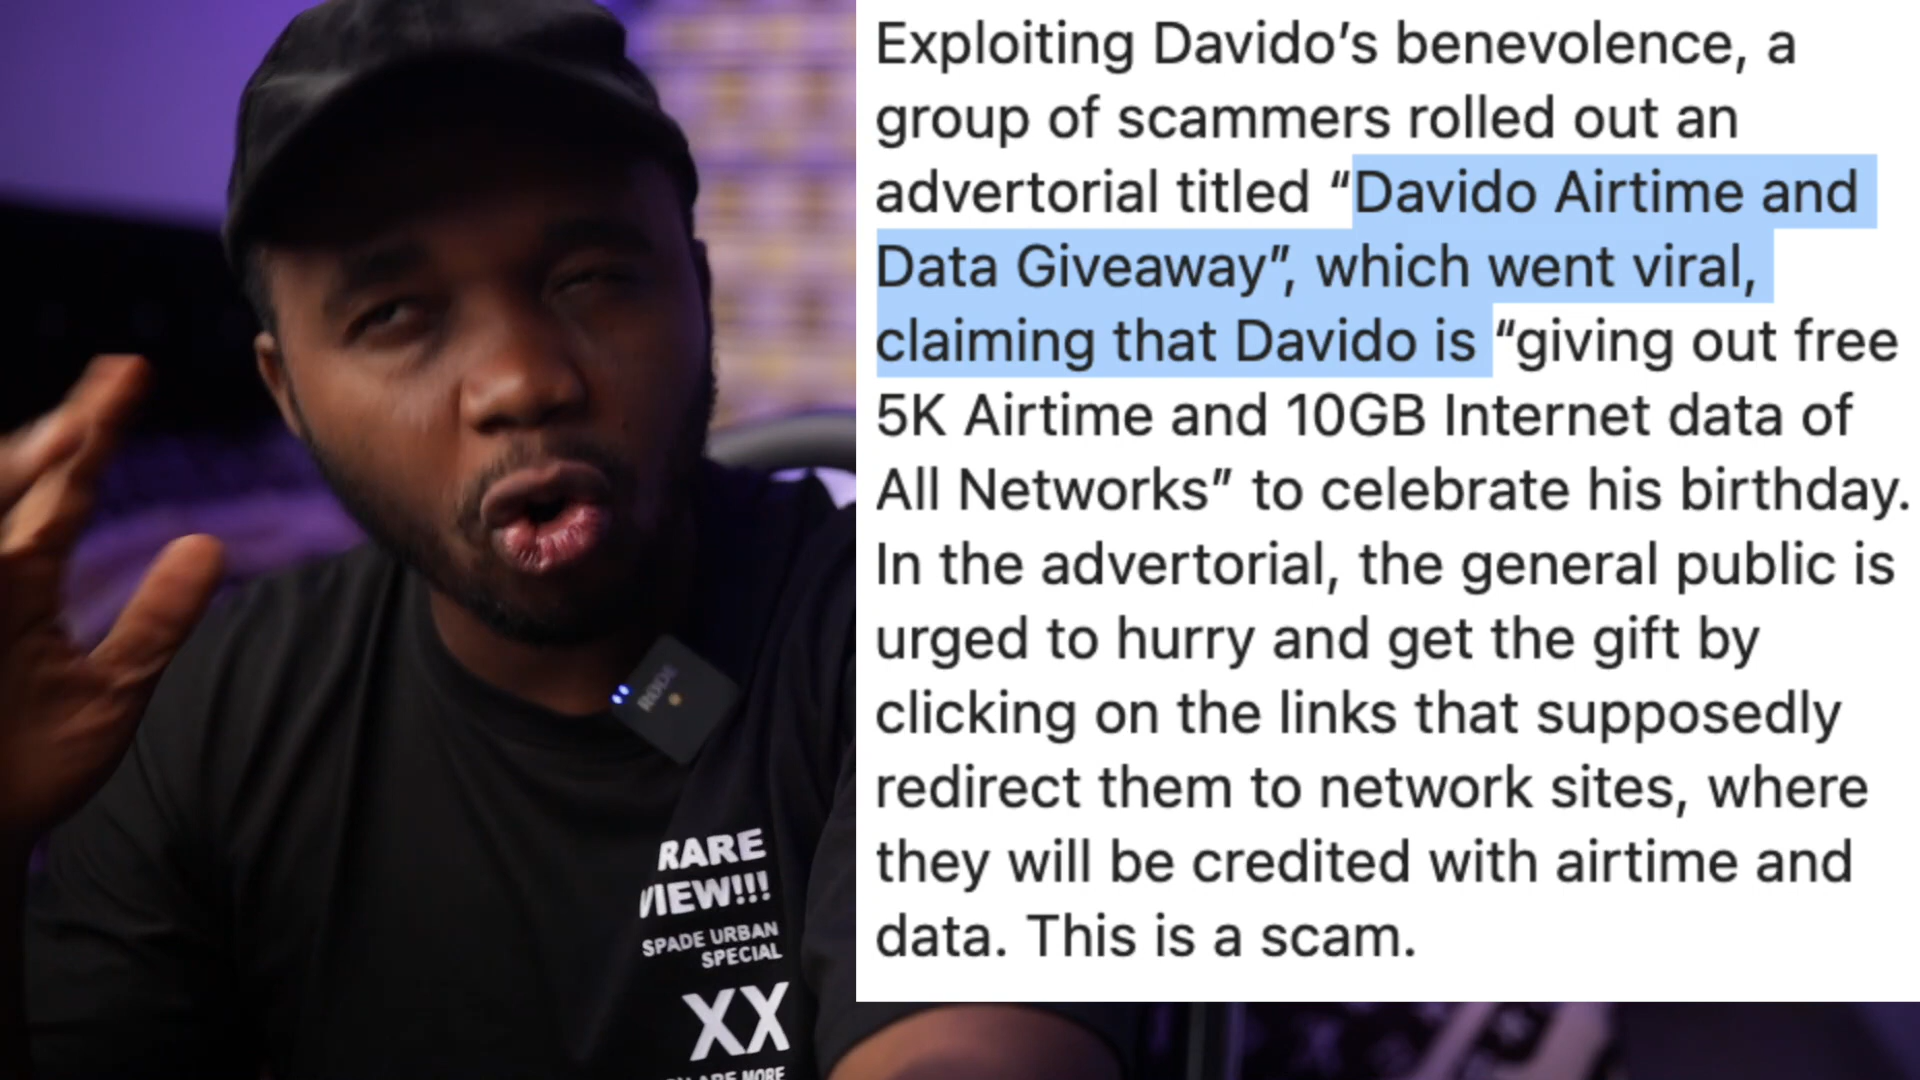 Exploiting Davido’s benevolence, a
group of scammers rolled out an
advertorial titled “Davido Airtime and
Data Giveaway”, which went viral,
claiming that Davido is “giving out free
5K Airtime and 10GB Internet data of
All Networks” to celebrate his birthday.
In the advertorial, the general public is
urged to hurry and get the gift by
clicking on the links that supposedly
redirect them to network sites, where
they will be credited with airtime and
data. This is a scam.
RODE
RARE
VIEW!!!
SPADE URBAN
SPECIAL
XX
ARE MORE